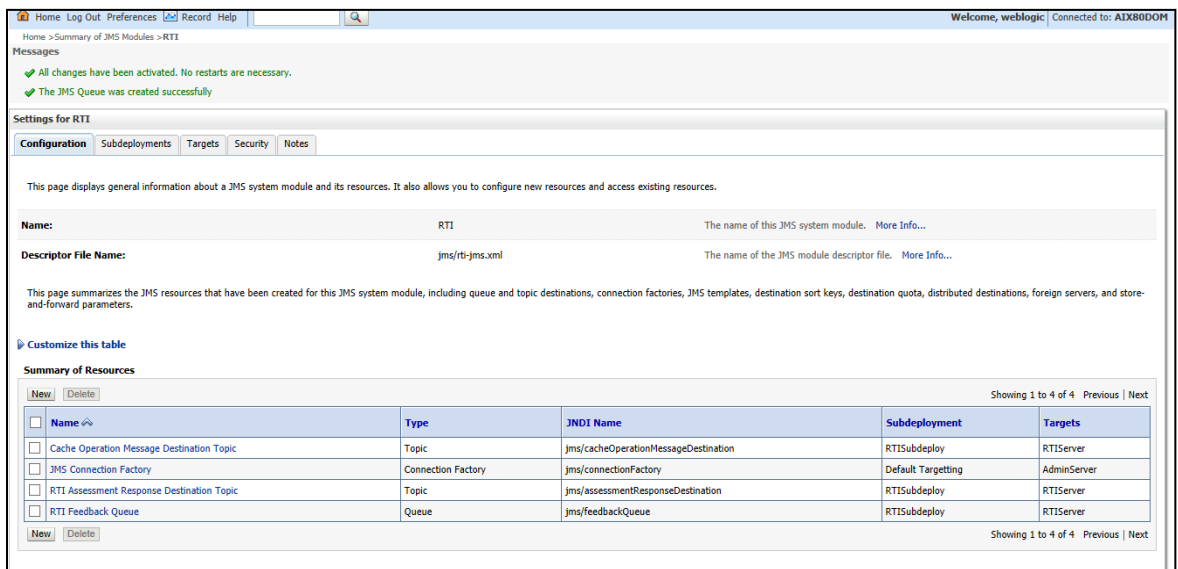 Home Log Out Preferences Record Help
Welcome, weblogic Connected to: AIX80DOM
Home >Summary of JMS Modules >RTI
Messages
All changes have been activated. No restarts are necessary.
The JMS Queue was created successfully
Settings for RTI
Configuration Subdeployments Targets Security Notes
This page displays general information about a JMS system module and its resources. It also allows you to configure new resources and access existing resources.
Name: RTI The name of this JMS system module. More Info...
Descriptor File Name: jms/rti-jms.xml The name of the JMS module descriptor file. More Info...
This page summarizes the JMS resources that have been created for this JMS system module, including queue and topic destinations, connection factories, JMS templates, destination sort keys, destination quota, distributed destinations, foreign servers, and store-
and-forward parameters.
Customize this table
Summary of Resources
New Delete Showing 1 to 4 of 4 Previous | Next
Name Type JNDI Name Subdeployment Targets
Cache Operation Message Destination Topic Topic jms/cacheOperationMessageDestination RTISubdeploy RTIServer
JMS Connection Factory Connection Factory jms/connectionFactory Default Targetting AdminServer
RTI Assessment Response Destination Topic Topic jms/assessmentResponseDestination RTISubdeploy RTIServer
RTI Feedback Queue Queue jms/feedbackQueue RTISubdeploy RTIServer
New Delete Showing 1 to 4 of 4 Previous | Next